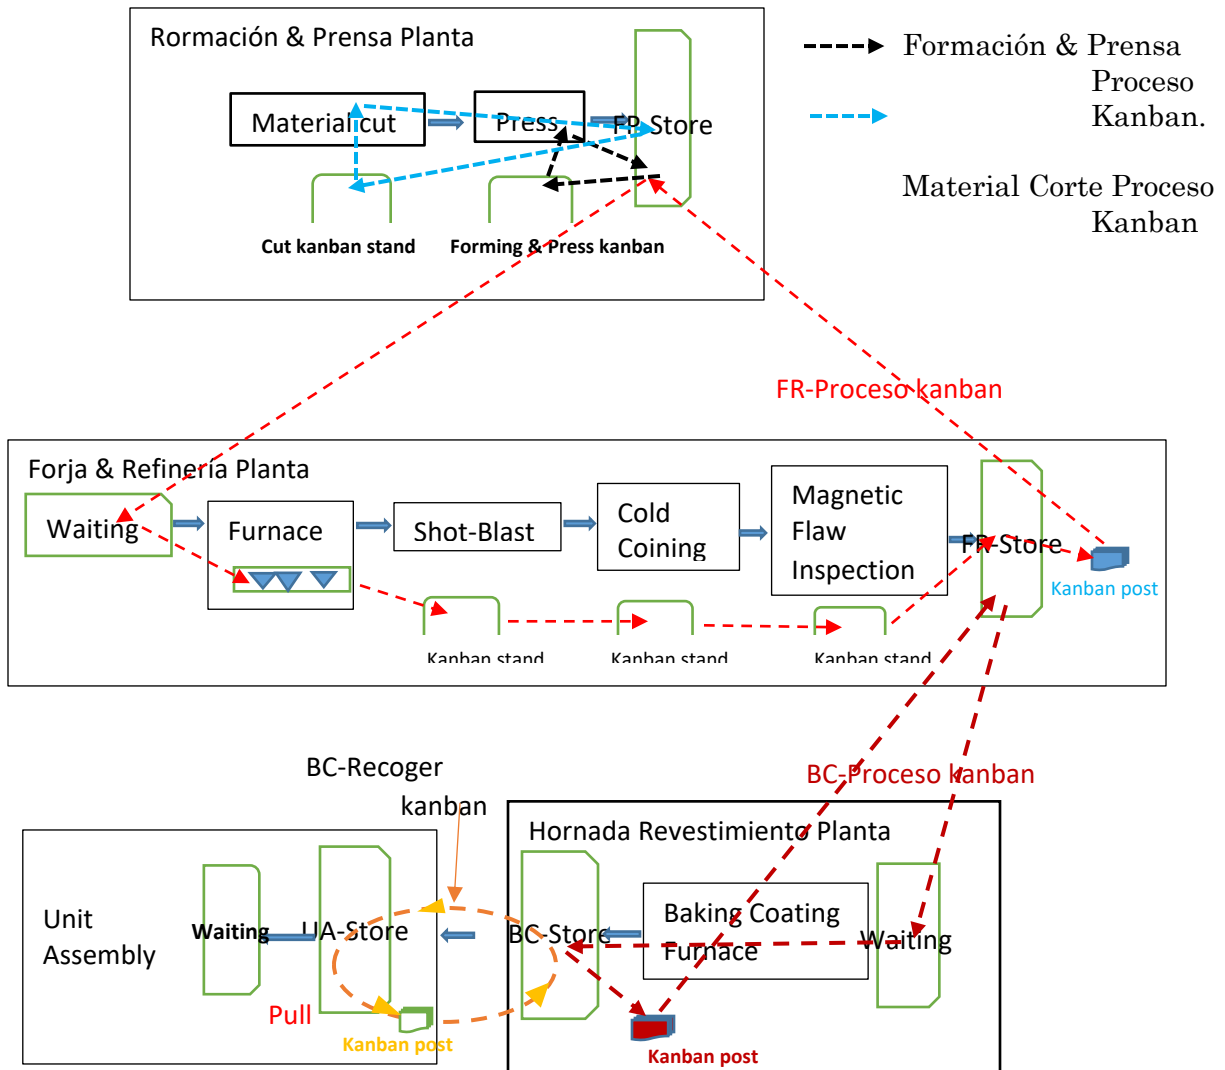 Rormación & Prensa Planta
Material cut
Press
FP-Store
Cut kanban stand
Forming & Press kanban
Formación & Prensa
Proceso
Kanban.
Material Corte Proceso
Kanban
FR-Proceso kanban
Forja & Refinería Planta
Waiting
Furnace
Shot-Blast
Cold
Coining
Magnetic
Flaw
Inspection
FR-Store
Kanban post
Kanban stand
Kanban stand
Kanban stand
BC-Recoger
kanban
BC-Proceso kanban
Unit
Assembly
Waiting
UA-Store
Pull
Kanban post
Hornada Revestimiento Planta
BC-Store
Baking Coating
Furnace
Waiting
Kanban post